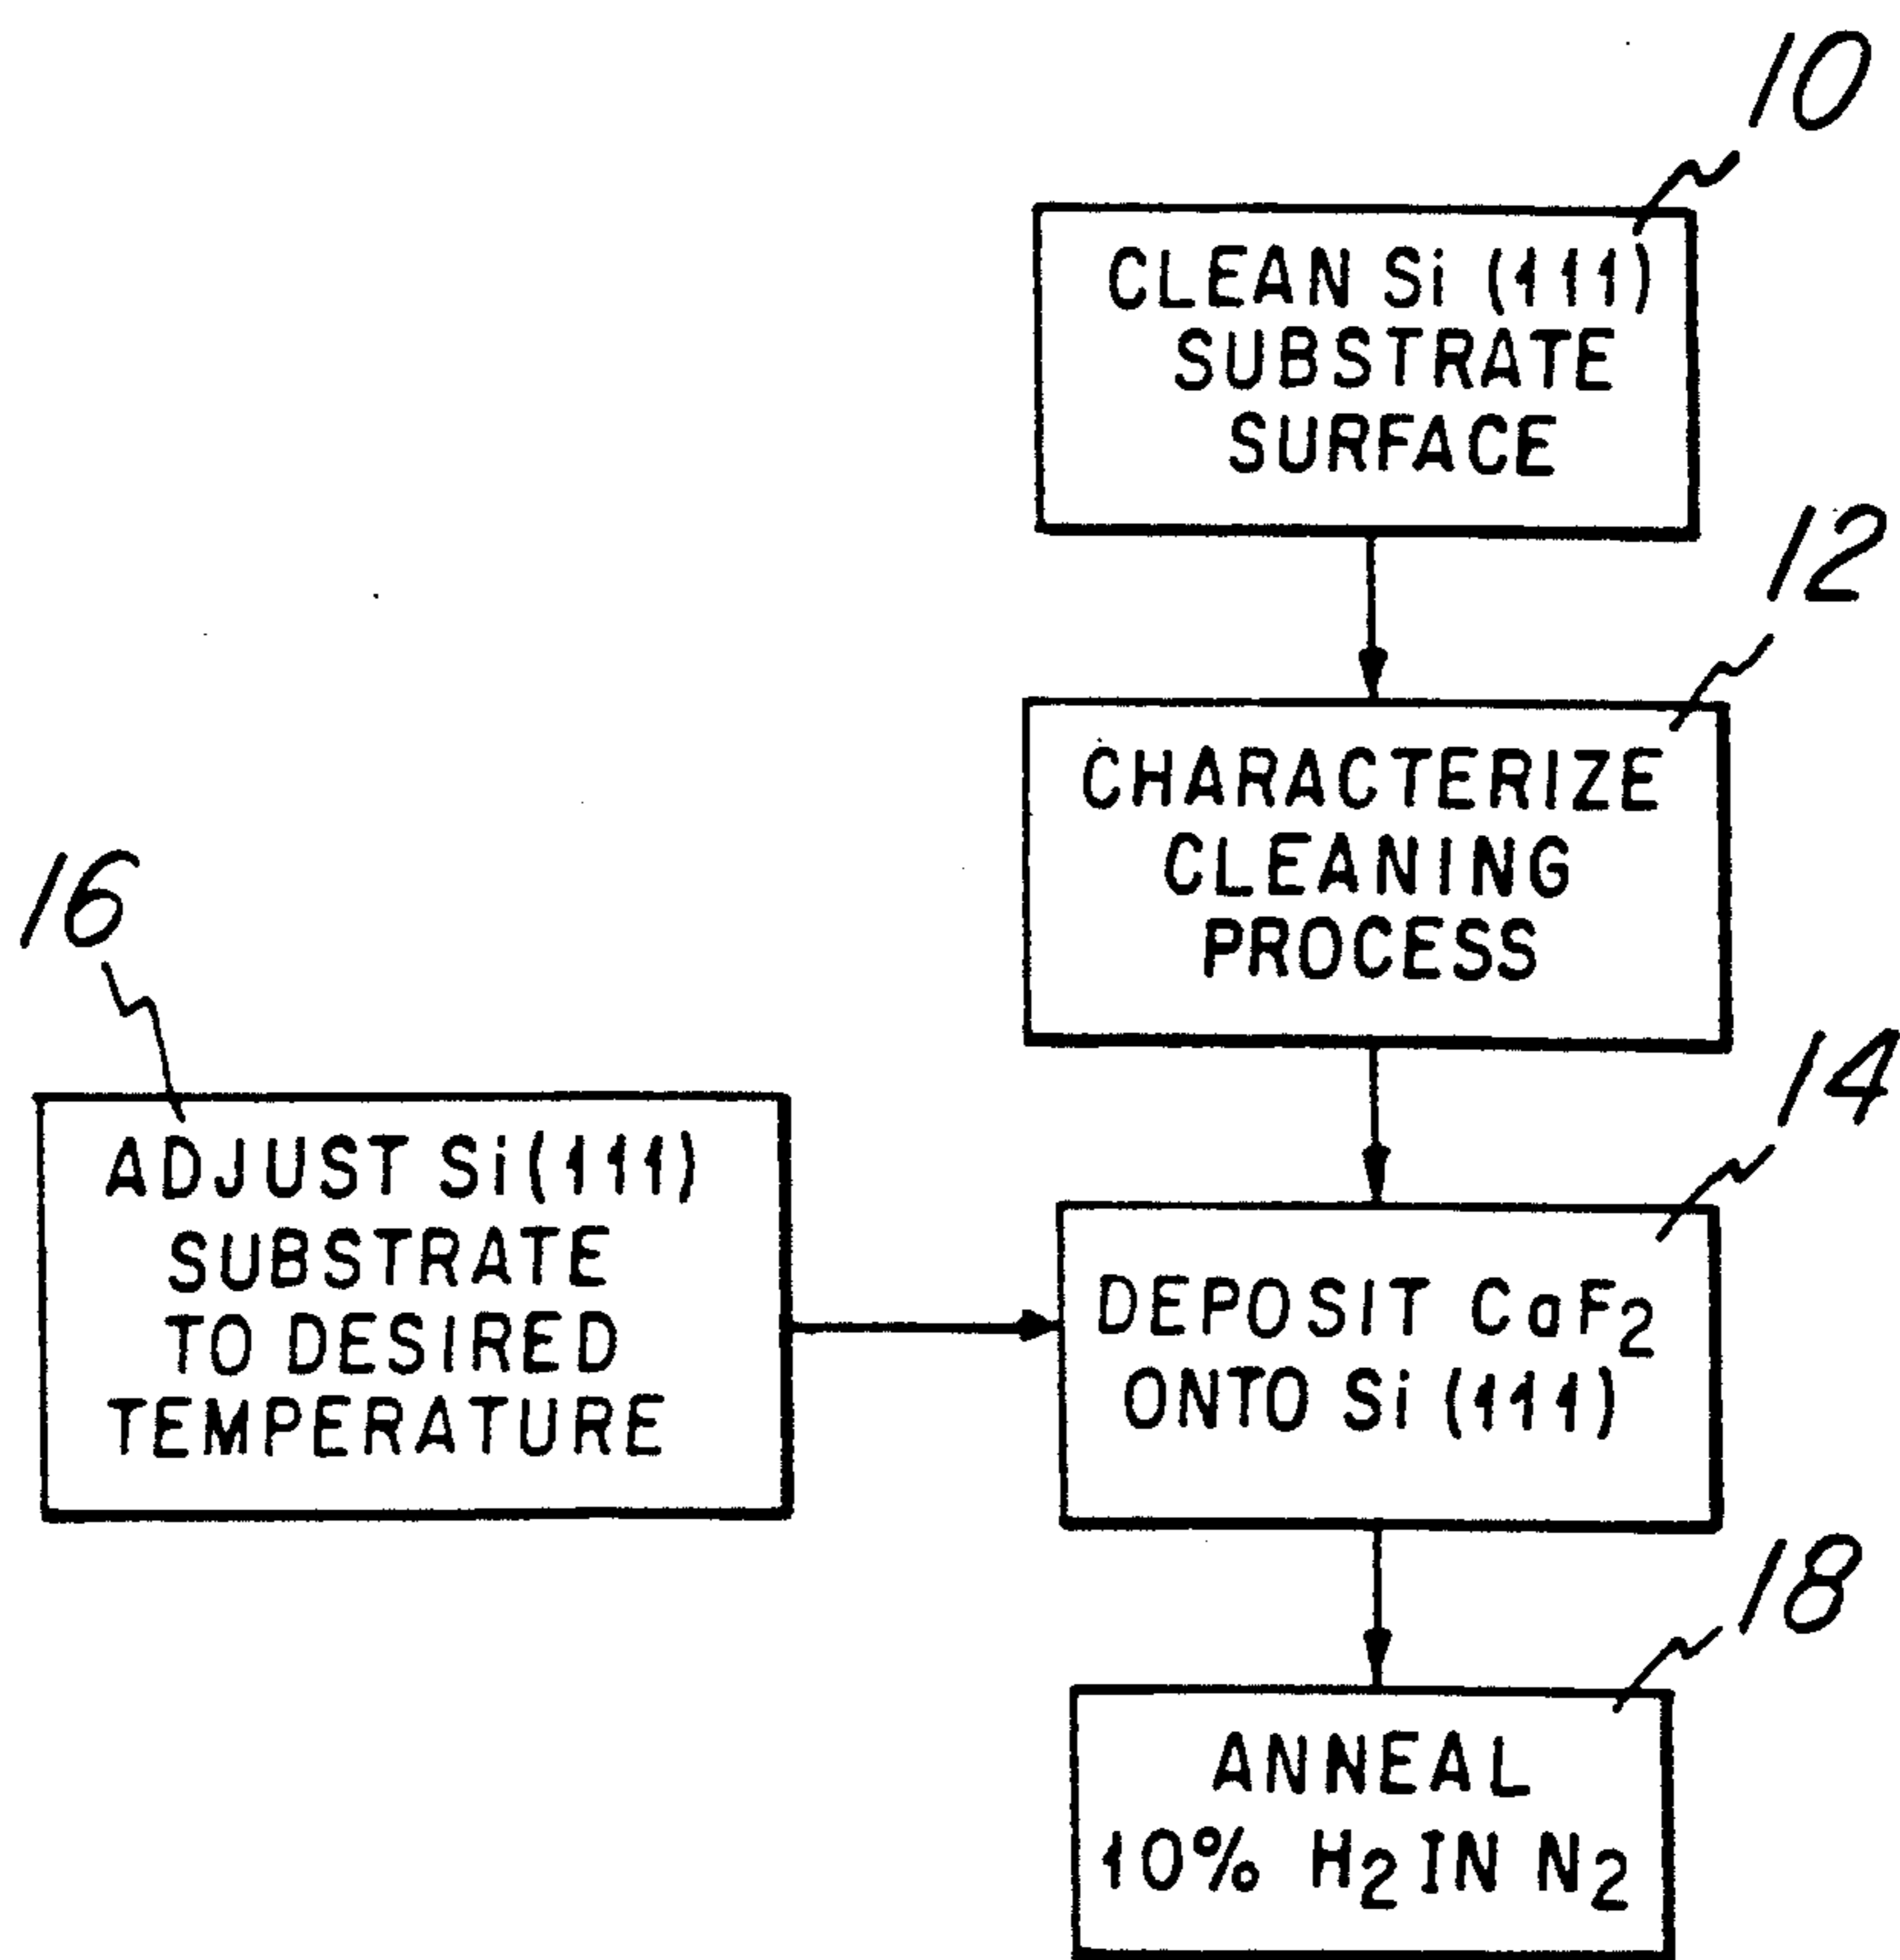 10
CLEAN Si (111)
SUBSTRATE
SURFACE
12
CHARACTERIZE
CLEANING
PROCESS
16
ADJUST Si(111)
SUBSTRATE
TO DESIRED
TEMPERATURE
14
DEPOSIT CaF₂
ONTO Si (111)
18
ANNEAL
10% H₂ IN N₂